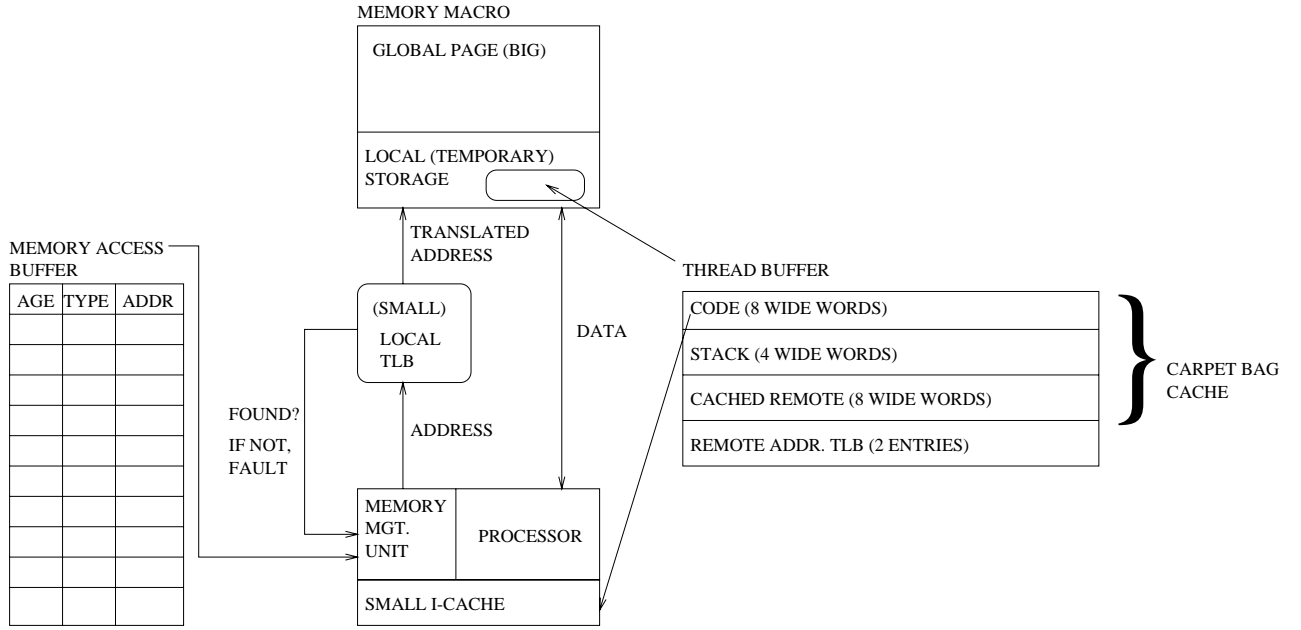 MEMORY MACRO
GLOBAL PAGE (BIG)
LOCAL (TEMPORARY)
STORAGE
TRANSLATED
ADDRESS
MEMORY ACCESS
BUFFER
AGE TYPE ADDR
(SMALL)
LOCAL
TLB
DATA
FOUND?
IF NOT,
FAULT
ADDRESS
MEMORY
MGT.
UNIT
PROCESSOR
SMALL I-CACHE
THREAD BUFFER
CODE (8 WIDE WORDS)
STACK (4 WIDE WORDS)
CACHED REMOTE (8 WIDE WORDS)
REMOTE ADDR. TLB (2 ENTRIES)
CARPET BAG
CACHE